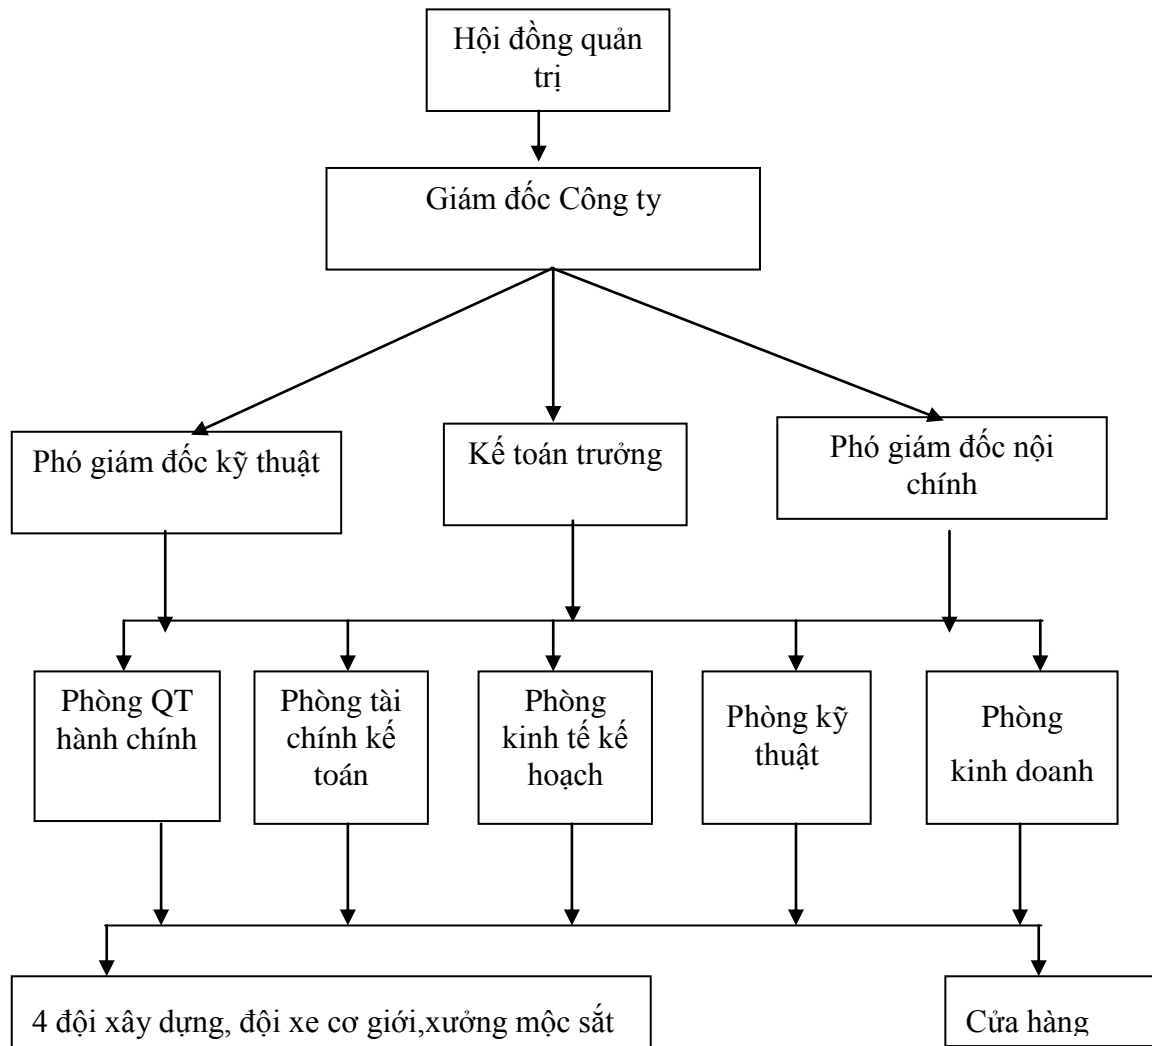 Hội đồng quản
trị
Giám đốc Công ty
Phó giám đốc kỹ thuật
Kế toán trưởng
Phó giám đốc nội
chính
Phòng QT
hành chính
Phòng tài
chính kế
toán
Phòng
kinh tế kế
hoạch
Phòng kỹ
thuật
Phòng
kinh doanh
4 đội xây dựng, đội xe cơ giới,xưởng mộc sắt
Cửa hàng